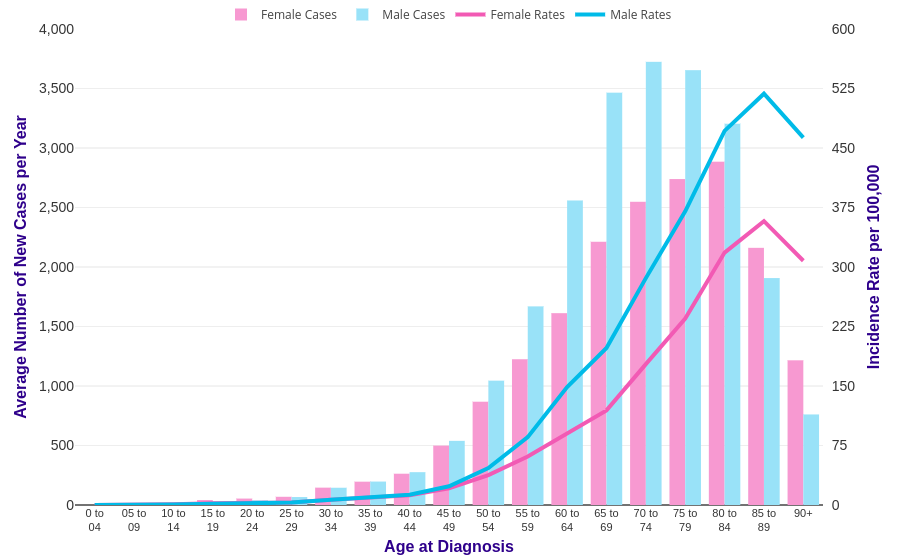 Female Cases Male Cases Female Rates Male Rates
4,000 600
3,500 525
3,000 450
2,500 375
2,000 300
1,500 225
1,000 150
500 75
0 0
Average Number of New Cases per Year
Incidence Rate per 100,000
0 to 05 to 10 to 15 to 20 to 25 to 30 to 35 to 40 to 45 to 50 to 55 to 60 to 65 to 70 to 75 to 80 to 85 to 90+
04 09 14 19 24 29 34 39 44 49 54 59 64 69 74 79 84 89
Age at Diagnosis